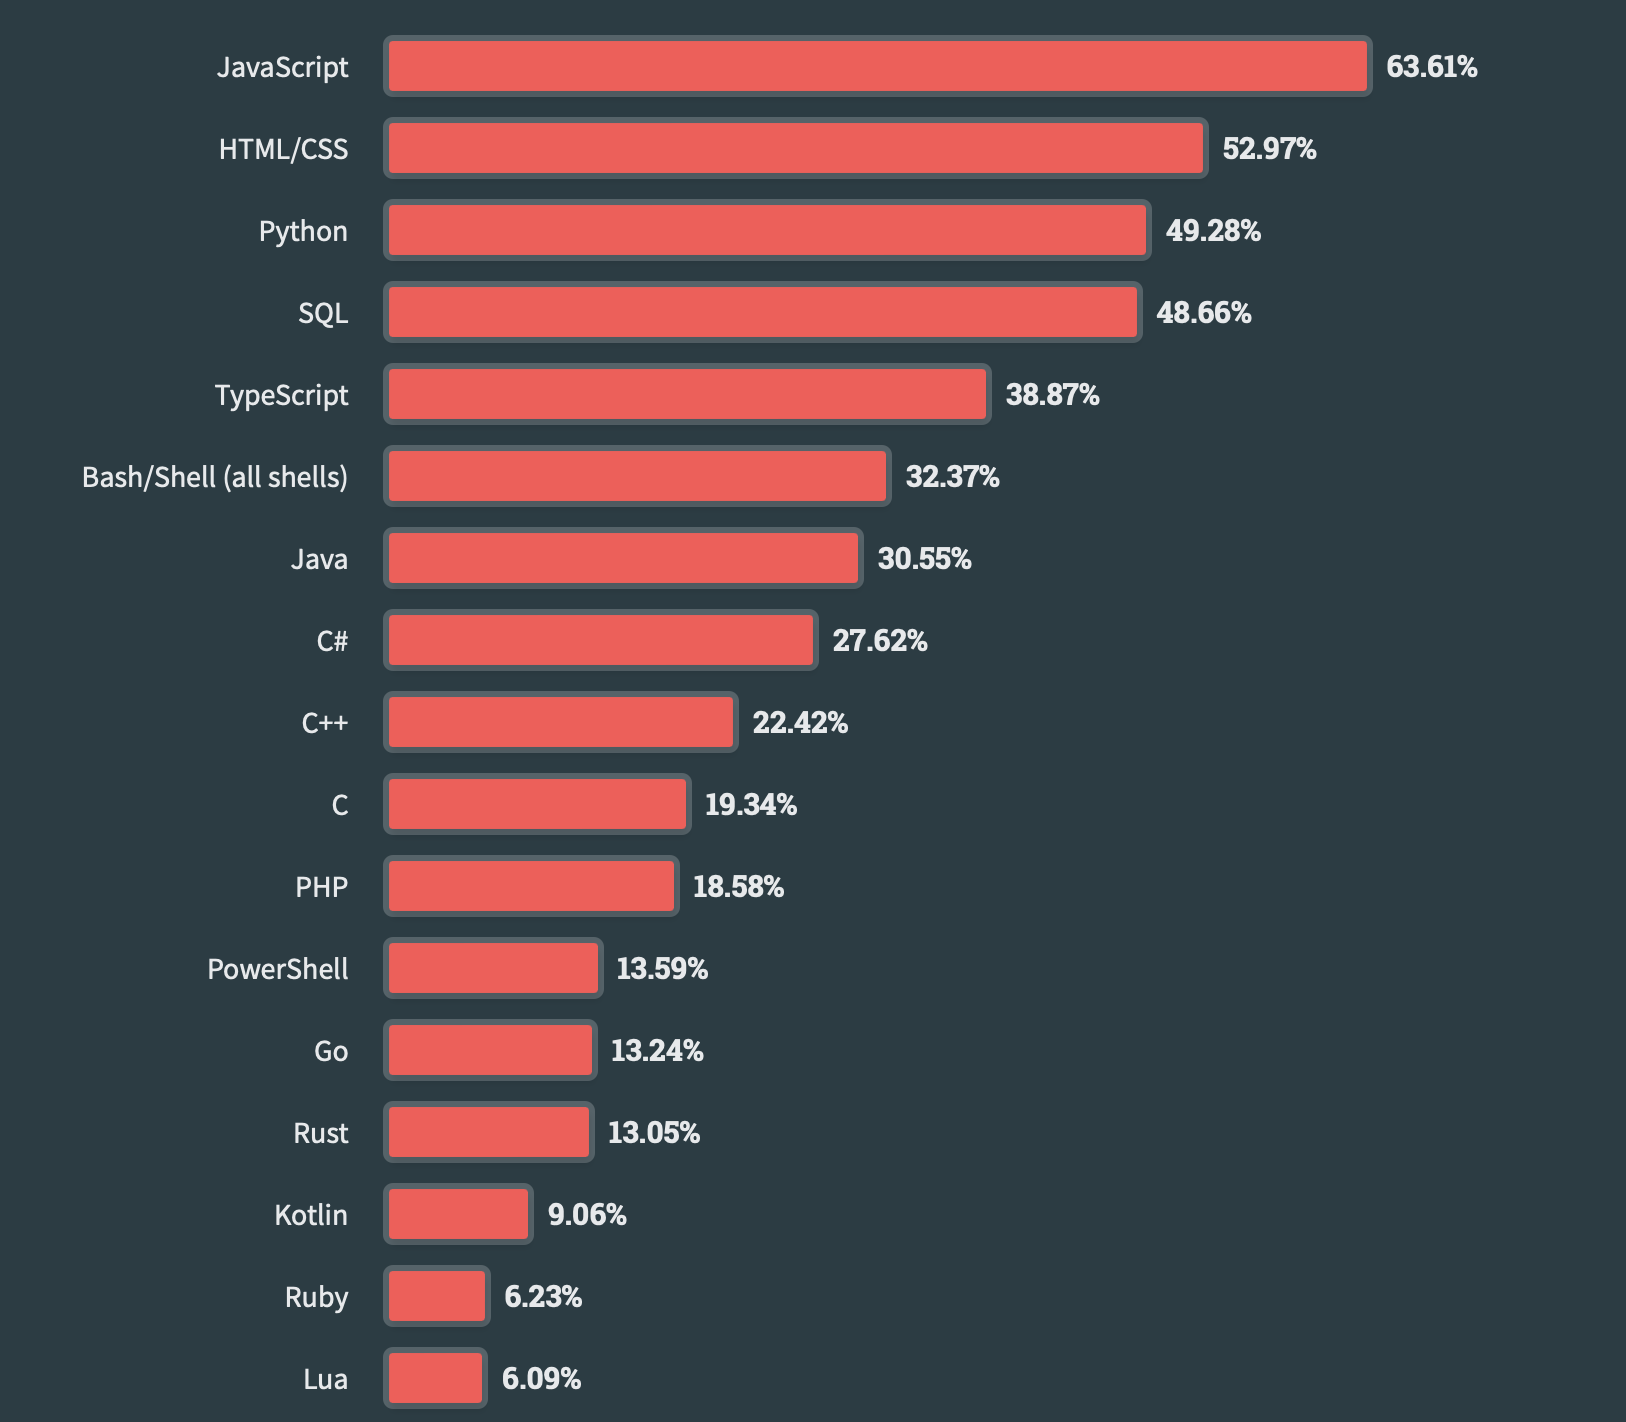 JavaScript 63.61%
HTML/CSS 52.97%
Python 49.28%
SQL 48.66%
TypeScript 38.87%
Bash/Shell (all shells) 32.37%
Java 30.55%
C# 27.62%
C++ 22.42%
C 19.34%
PHP 18.58%
PowerShell 13.59%
Go 13.24%
Rust 13.05%
Kotlin 9.06%
Ruby 6.23%
Lua 6.09%